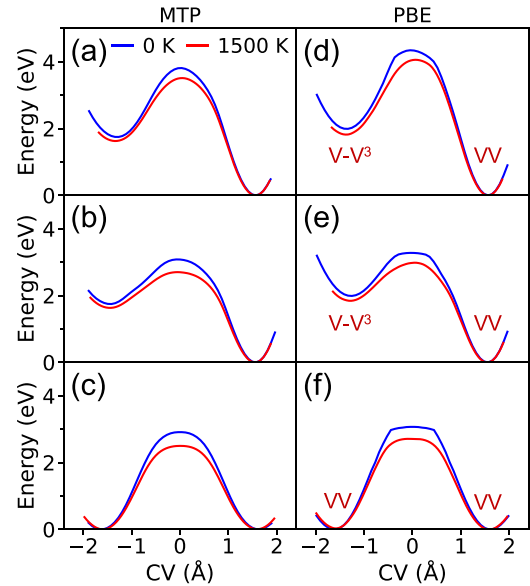 MTP PBE
(a) 0 K 1500 K (d)
Energy (eV) 4 2 0
V-V³ VV
(b) (e)
Energy (eV) 4 2 0
V-V³ VV
(c) (f)
Energy (eV) 4 2 0
VV VV
−2 −1 0 1 2 −2 −1 0 1 2
CV (Å) CV (Å)